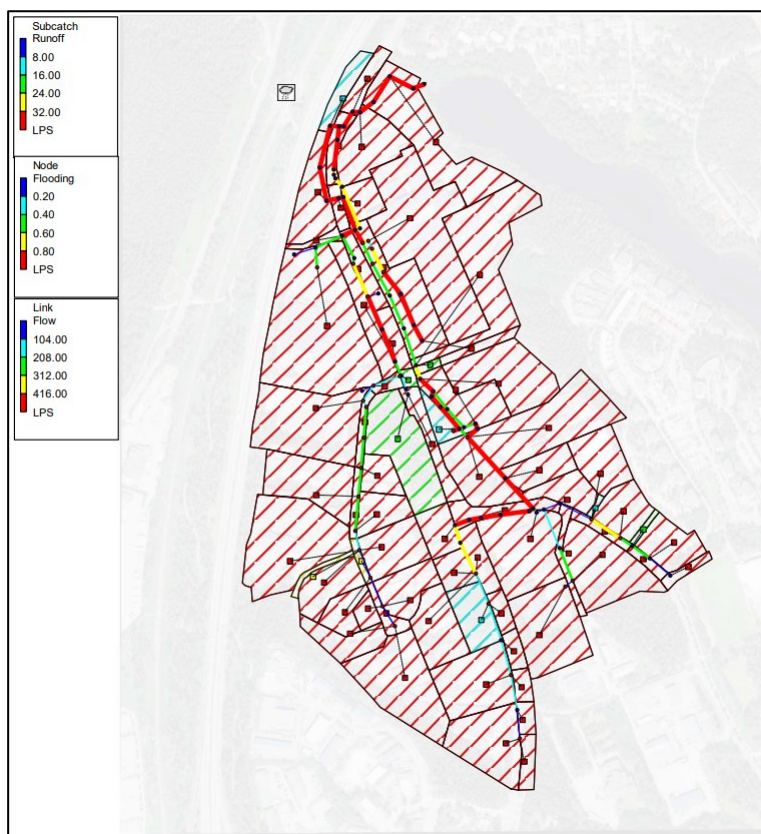 Subcatch
Runoff
8.00
16.00
24.00
32.00
LPS
Node
Flooding
0.20
0.40
0.60
0.80
LPS
Link
Flow
104.00
208.00
312.00
416.00
LPS